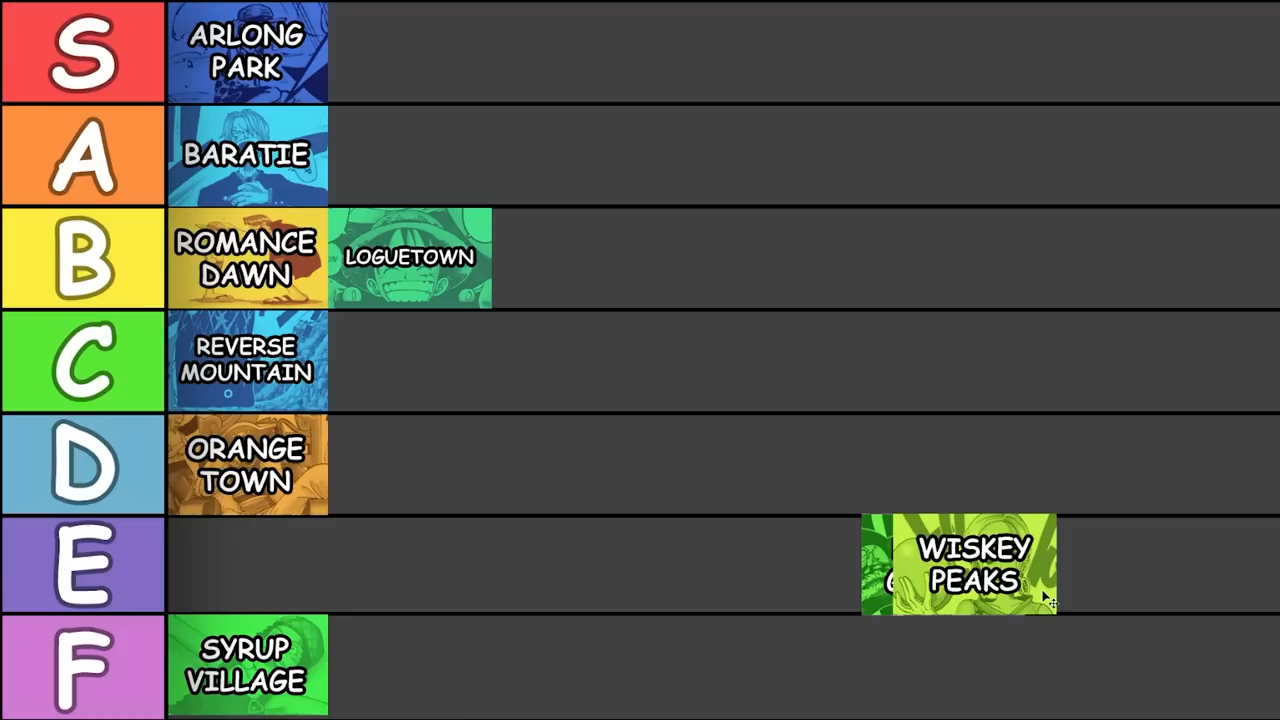 S
ARLONG
PARK
A
BARATIE
B
ROMANCE
DAWN
LOGUETOWN
C
REVERSE
MOUNTAIN
D
ORANGE
TOWN
E
WISKEY
PEAKS
F
SYRUP
VILLAGE